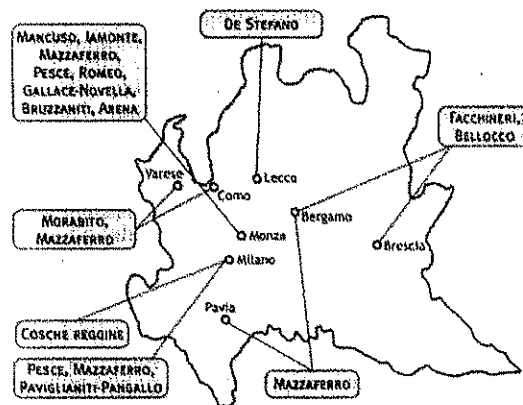 DE STEFANO
MANCUSO, IAMONTE,
MAZZAFERRO,
PESCE, ROMEO,
GALLACE-NOVELLA,
BRUZZANITI, ARENA
FACCHINERI,
BELLOCCO
Varese
Como
Lecco
Bergamo
MORABITO,
MAZZAFERRO
Monza
Brescia
Milano
Pavia
COSCHE REGGINE
PESCE, MAZZAFERRO,
PAVIGLIANITI-PANGALLO
MAZZAFERRO